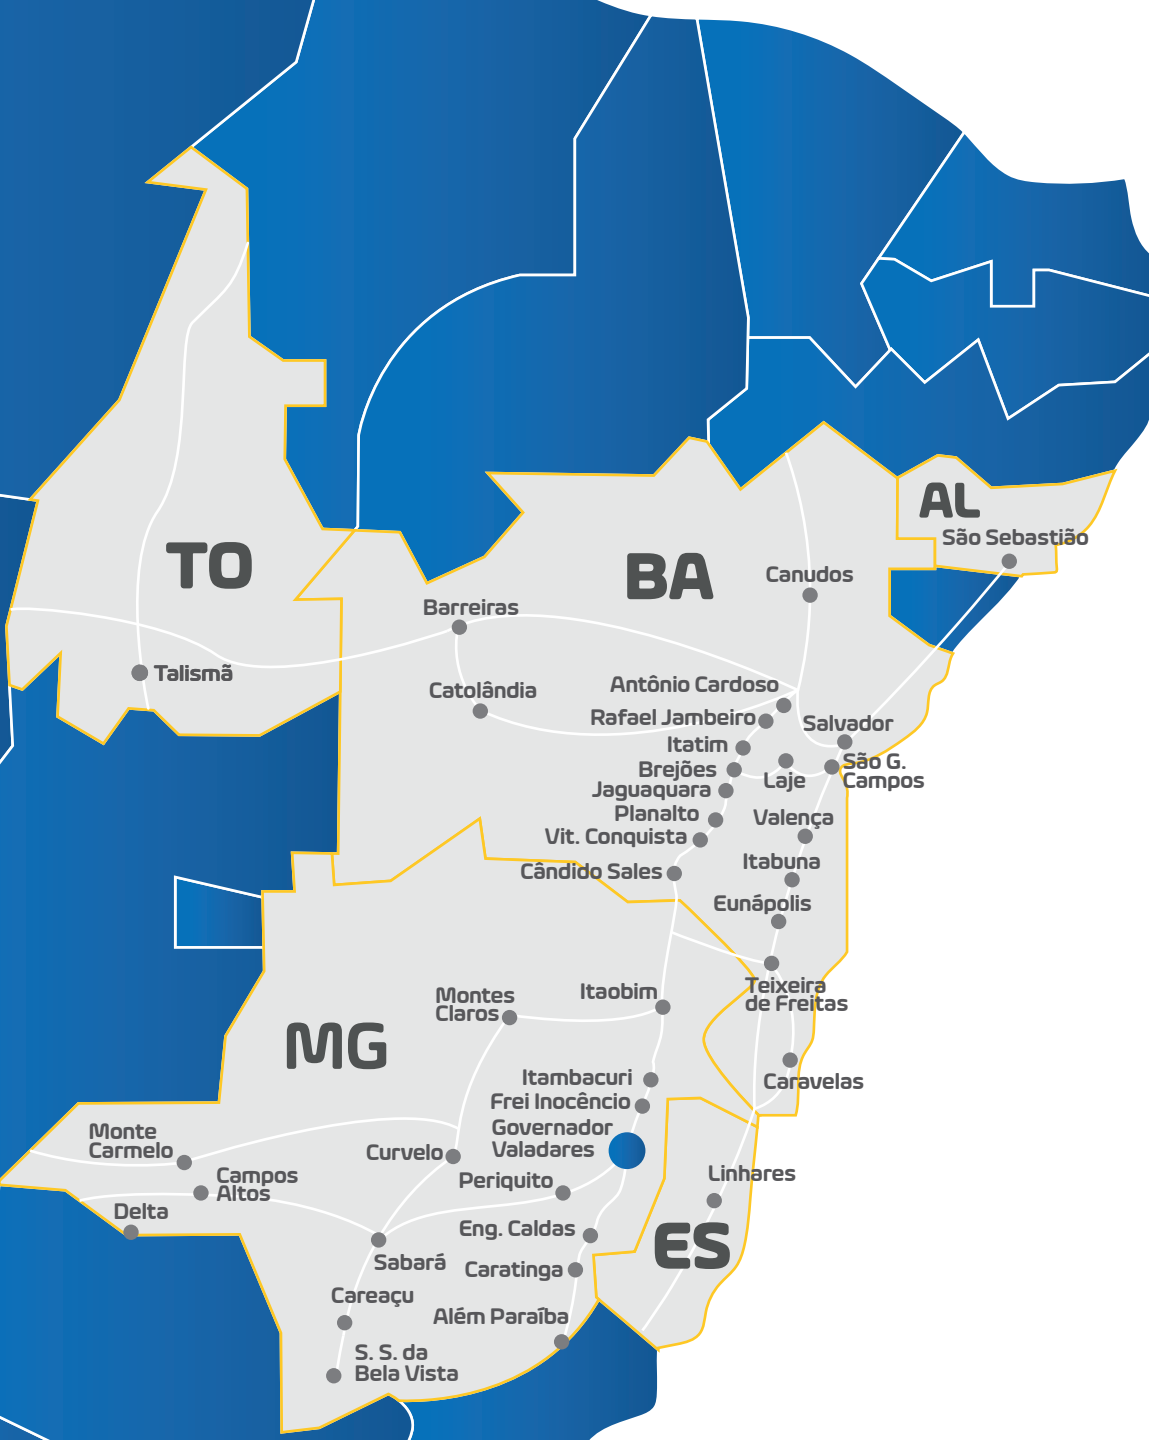 AL
São Sebastião
TO
BA
Canudos
Barreiras
Talismã
Catolândia
Antônio Cardoso
Rafael Jambeiro
Salvador
Itatim
São G.
Campos
Brejões
Laje
Jaguaquara
Planalto
Valença
Vit. Conquista
Itabuna
Cândido Sales
Eunápolis
Teixeira
de Freitas
Itaobim
Montes
Claros
MG
Itambacuri
Caravelas
Frei Inocêncio
Governador
Valadares
Monte
Carmelo
Curvelo
Campos
Altos
Periquito
Linhares
Delta
Eng. Caldas
ES
Sabará
Caratinga
Careaçu
Além Paraíba
S. S. da
Bela Vista